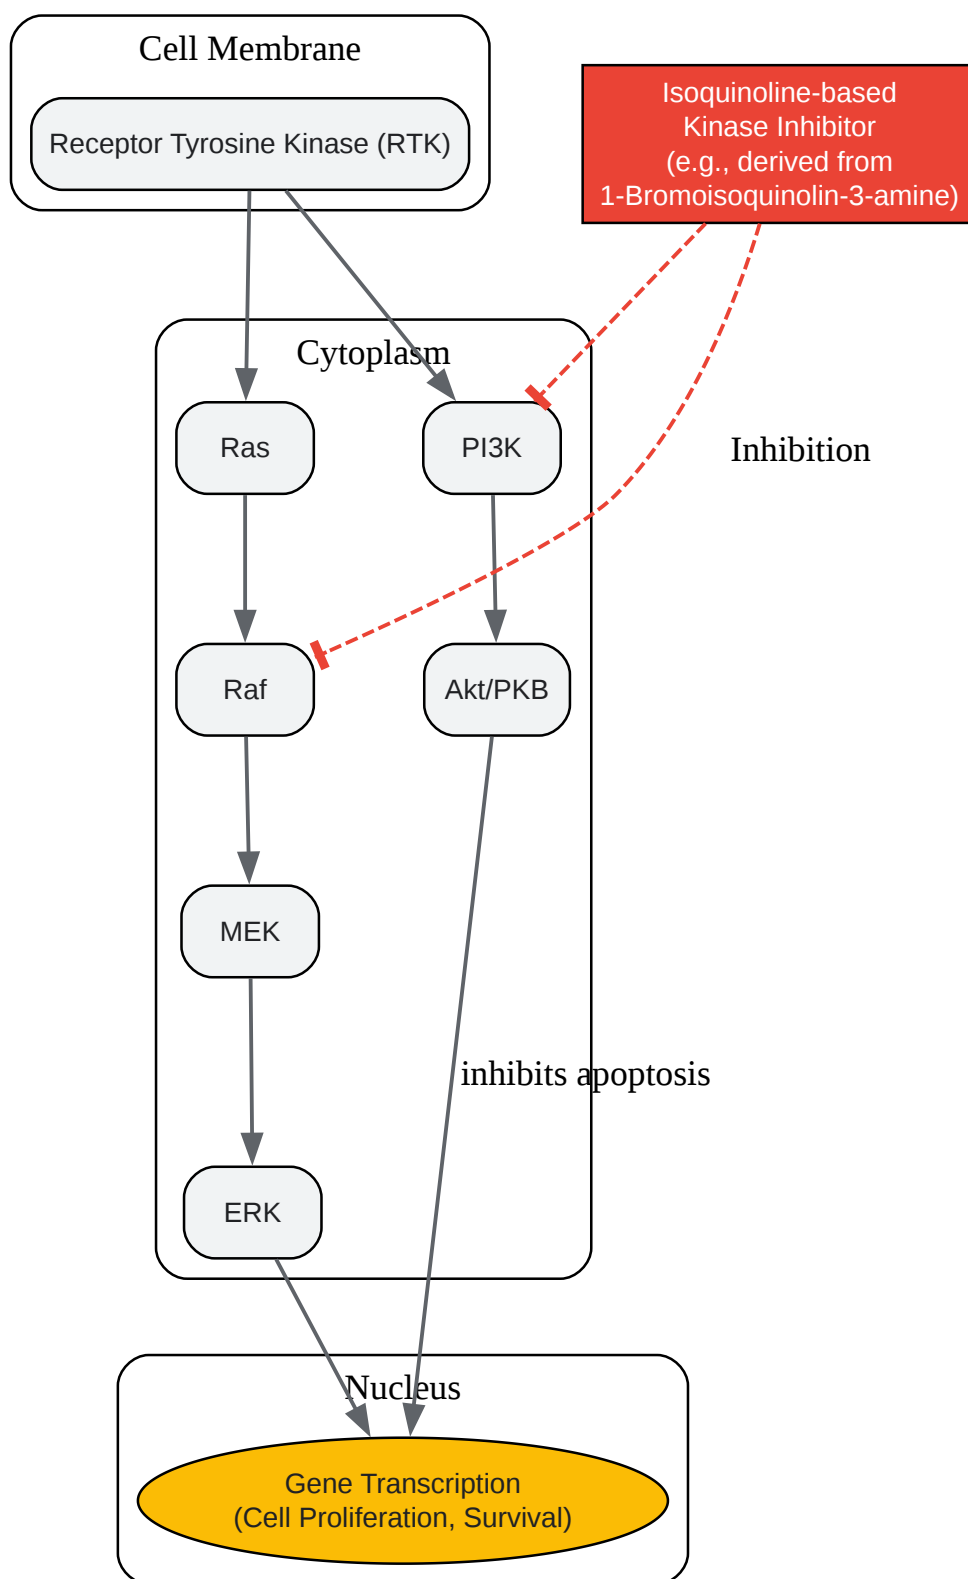 Cell Membrane
Receptor Tyrosine Kinase (RTK)
Isoquinoline-based
Kinase Inhibitor
(e.g., derived from
1-Bromoisoquinolin-3-amine)
Cytoplasm
Ras
PI3K
Inhibition
Raf
Akt/PKB
MEK
inhibits apoptosis
ERK
Nucleus
Gene Transcription
(Cell Proliferation, Survival)